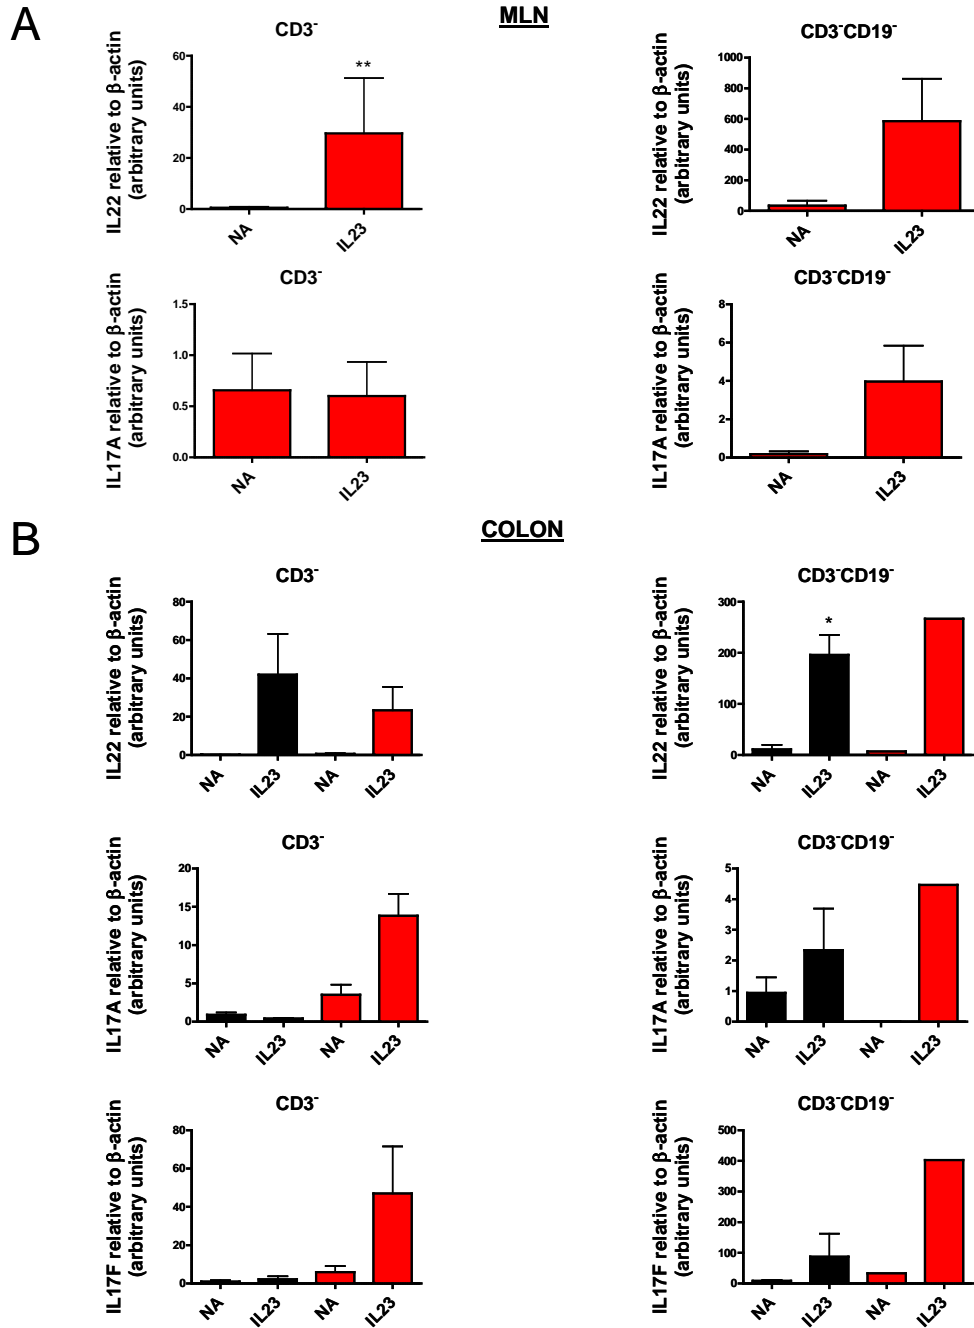 A
MLN
CD3-
IL22 relative to β-actin
(arbitrary units)
60
40
20
0
**
NA
IL23
CD3-CD19-
IL22 relative to β-actin
(arbitrary units)
1000
800
600
400
200
0
NA
IL23
CD3-
IL17A relative to β-actin
(arbitrary units)
1.5
1.0
0.5
0.0
NA
IL23
CD3-CD19-
IL17A relative to β-actin
(arbitrary units)
8
6
4
2
0
NA
IL23
B
COLON
CD3-
IL22 relative to β-actin
(arbitrary units)
80
60
40
20
0
NA
IL23
NA
IL23
CD3-CD19-
IL22 relative to β-actin
(arbitrary units)
300
200
100
0
*
NA
IL23
NA
IL23
CD3-
IL17A relative to β-actin
(arbitrary units)
20
15
10
5
0
NA
IL23
NA
IL23
CD3-CD19-
IL17A relative to β-actin
(arbitrary units)
5
4
3
2
1
0
NA
IL23
NA
IL23
CD3-
IL17F relative to β-actin
(arbitrary units)
80
60
40
20
0
NA
IL23
NA
IL23
CD3-CD19-
IL17F relative to β-actin
(arbitrary units)
500
400
300
200
100
0
NA
IL23
NA
IL23